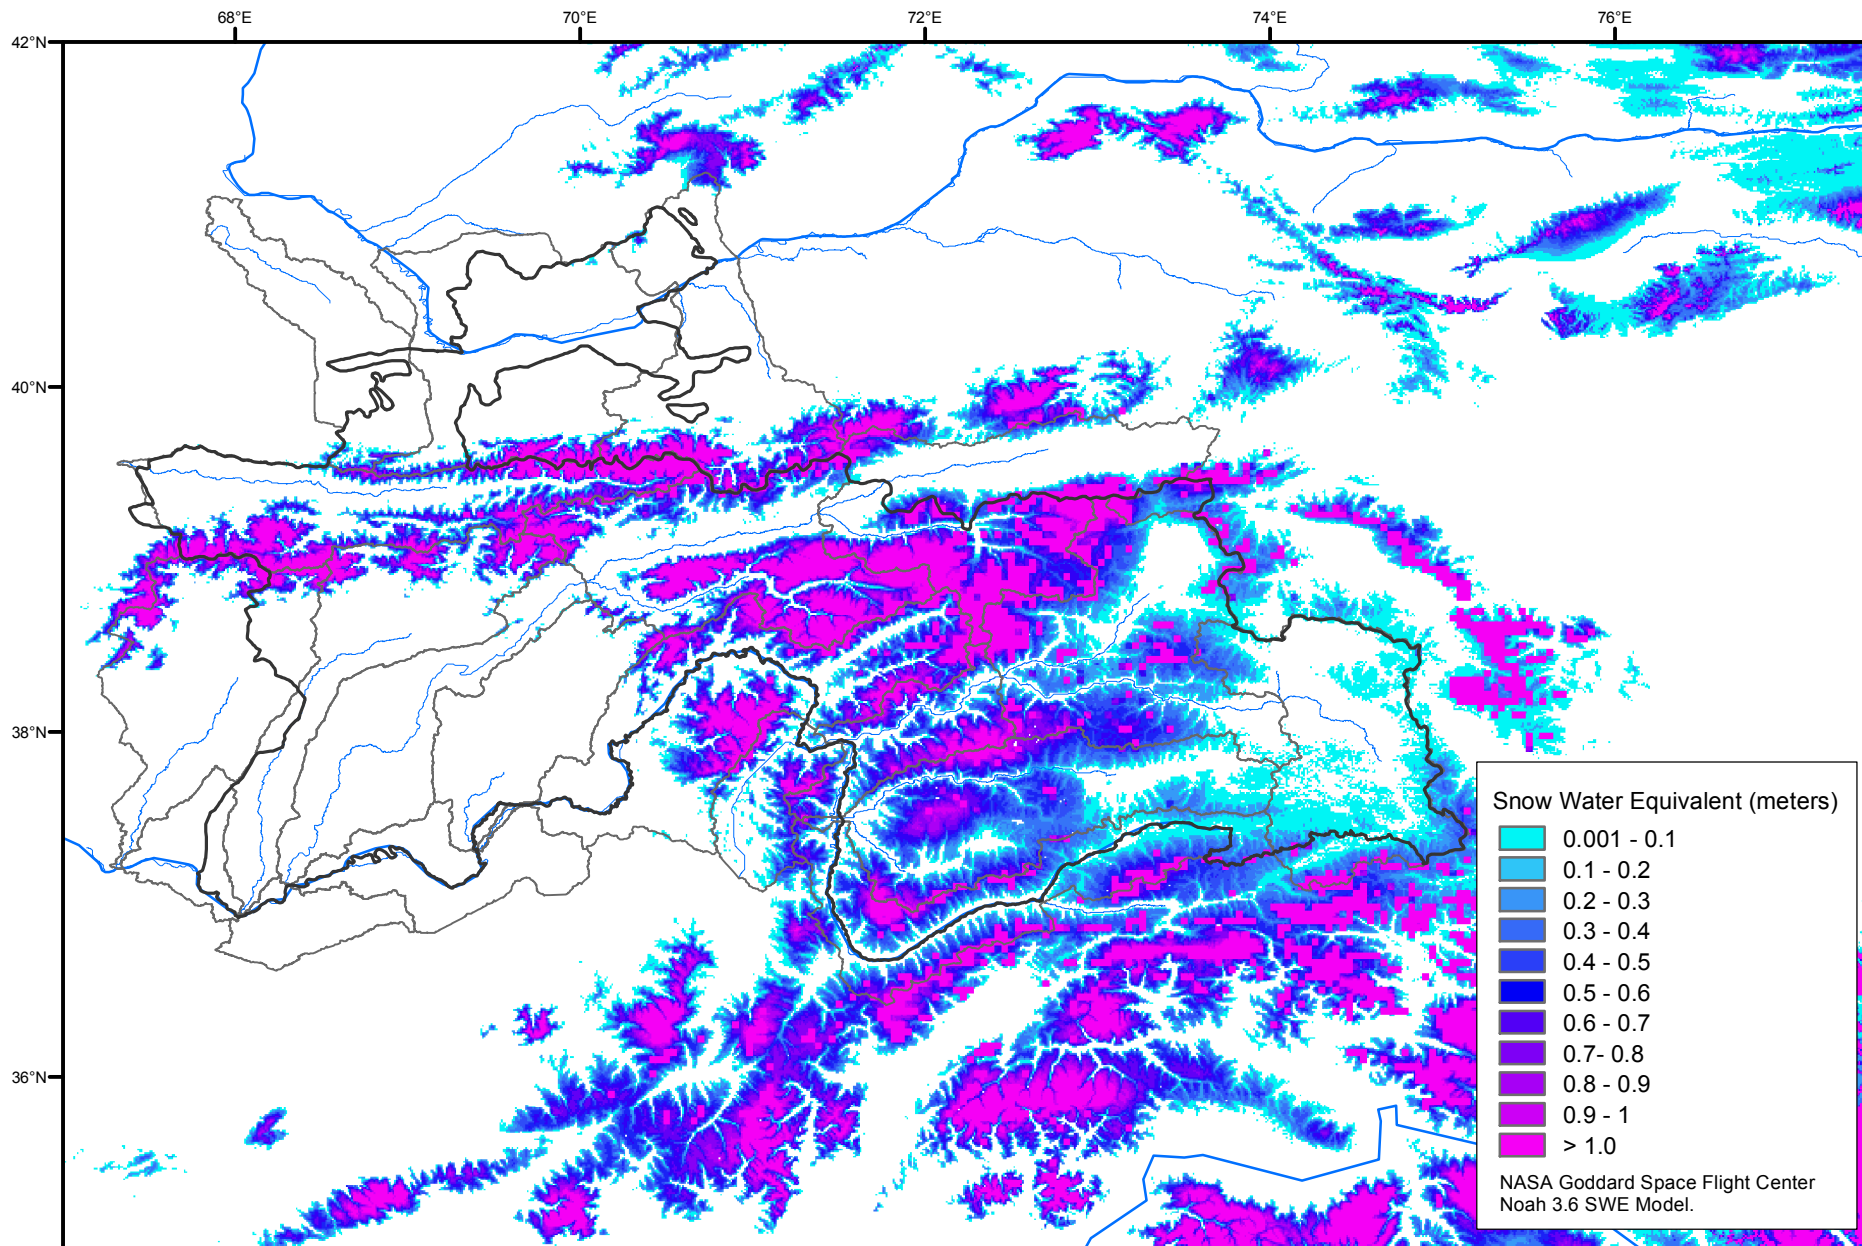 68°E
70°E
72°E
74°E
76°E
42°N
40°N
38°N
36°N
Snow Water Equivalent (meters)
0.001 - 0.1
0.1 - 0.2
0.2 - 0.3
0.3 - 0.4
0.4 - 0.5
0.5 - 0.6
0.6 - 0.7
0.7- 0.8
0.8 - 0.9
0.9 - 1
> 1.0
NASA Goddard Space Flight Center
Noah 3.6 SWE Model.